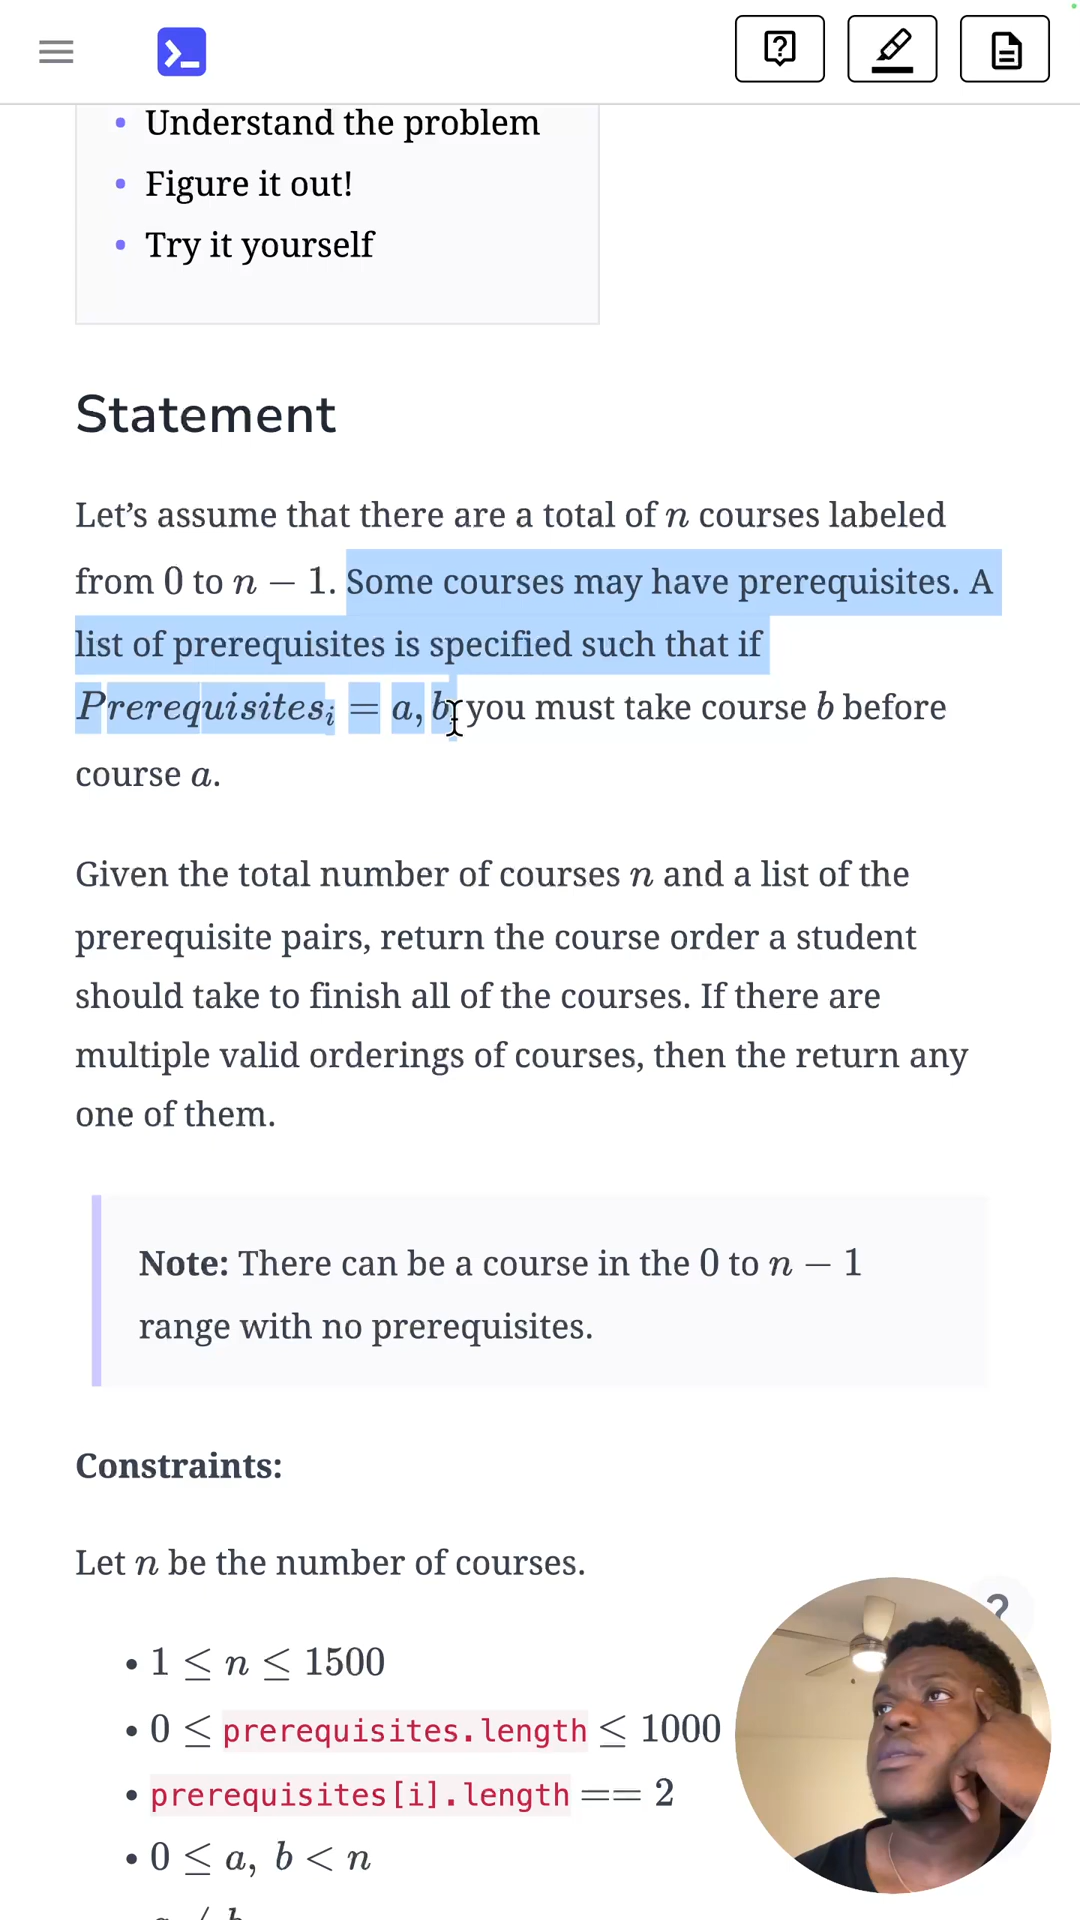 Understand the problem
Figure it out!
Try it yourself
Statement
Let’s assume that there are a total of n courses labeled
from 0 to n − 1. Some courses may have prerequisites. A
list of prerequisites is specified such that if
Prerequisitesᵢ = a, b, you must take course b before
course a.
Given the total number of courses n and a list of the
prerequisite pairs, return the course order a student
should take to finish all of the courses. If there are
multiple valid orderings of courses, then the return any
one of them.
Note: There can be a course in the 0 to n − 1
range with no prerequisites.
Constraints:
Let n be the number of courses.
• 1 ≤ n ≤ 1500
• 0 ≤ prerequisites.length ≤ 1000
• prerequisites[i].length == 2
• 0 ≤ a, b < n